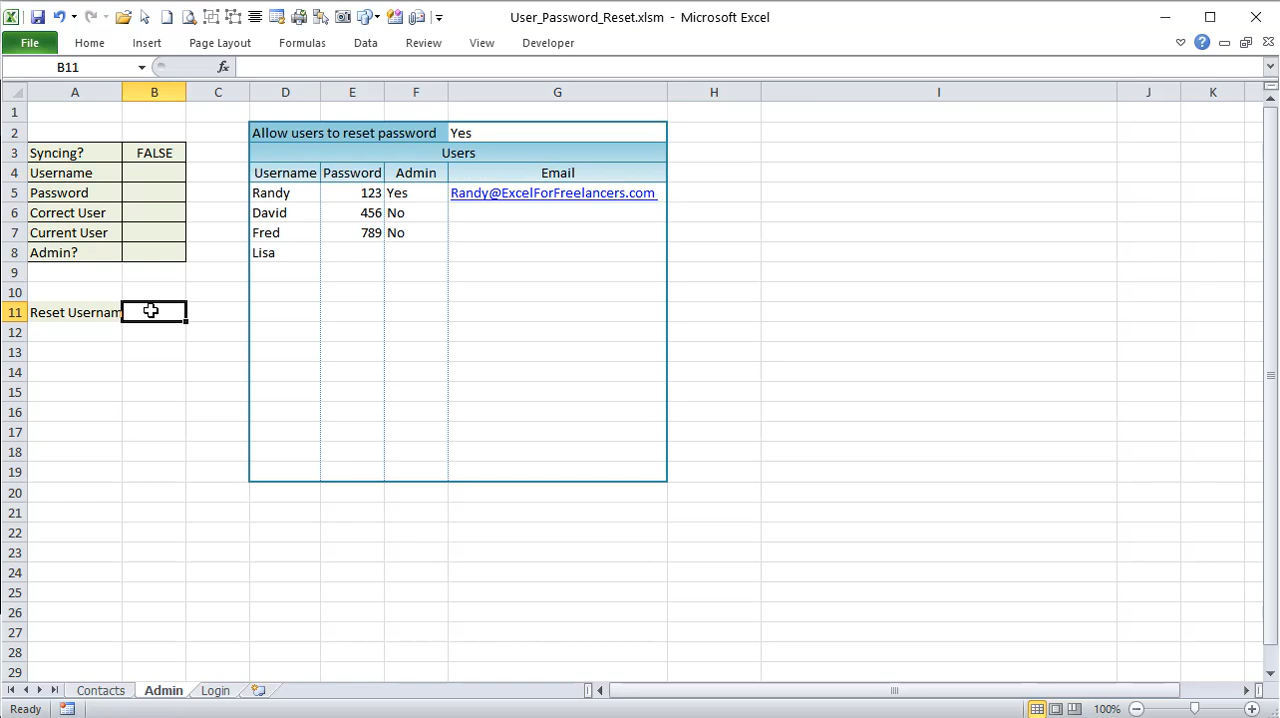 User_Password_Reset.xlsm - Microsoft Excel
File Home Insert Page Layout Formulas Data Review View Developer
B11 fx
A B C D E F G H I J K
1
2 Allow users to reset password Yes
3 Syncing? FALSE Users
4 Username Username Password Admin Email
5 Password Randy 123 Yes Randy@ExcelForFreelancers.com
6 Correct User David 456 No
7 Current User Fred 789 No
8 Admin? Lisa
9
10
11 Reset Usernam
12
13
14
15
16
17
18
19
20
21
22
23
24
25
26
27
28
29
Contacts Admin Login
Ready 100%